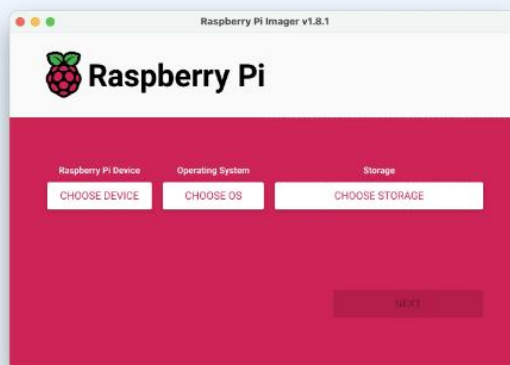 Raspberry Pi Imager v1.8.1
Raspberry Pi
Raspberry Pi Device Operating System Storage
CHOOSE DEVICE CHOOSE OS CHOOSE STORAGE
NEXT